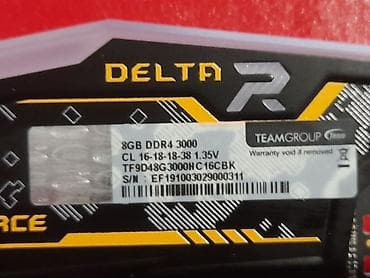 DELTA R
8GB DDR4 3000
CL 16-18-18-38 1.35V
TF9D48G3000HC16CBK
S/N : EF191003029000311
TEAMGROUP Team
Warranty void if removed
RCE